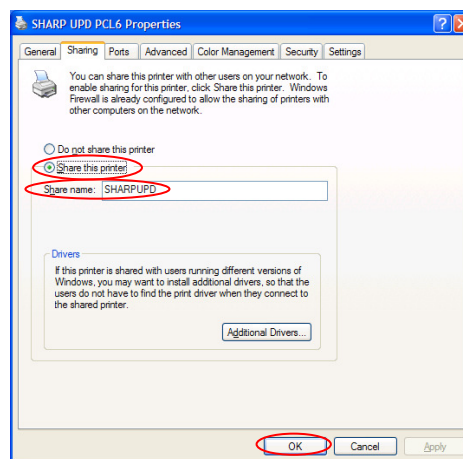 SHARP UPD PCL6 Properties
General Sharing Ports Advanced Color Management Security Settings
You can share this printer with other users on your network. To
enable sharing for this printer, click Share this printer. Windows
Firewall is already configured to allow the sharing of printers with
other computers on the network.
Do not share this printer
Share this printer
Share name: SHARPUPD
Drivers
If this printer is shared with users running different versions of
Windows, you may want to install additional drivers, so that the
users do not have to find the print driver when they connect to
the shared printer.
Additional Drivers...
OK Cancel Apply